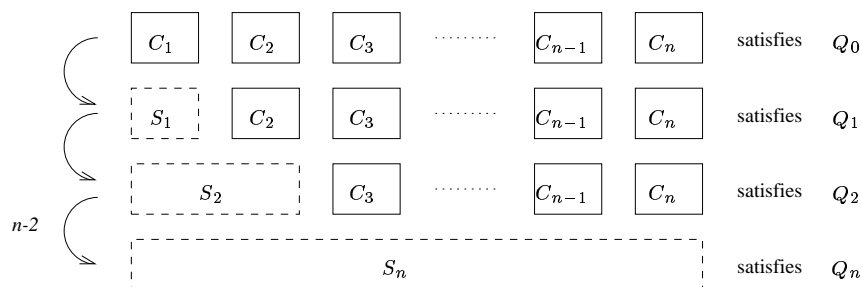 C₁ C₂ C₃ ......... Cₙ₋₁ Cₙ satisfies Q₀
S₁ C₂ C₃ ......... Cₙ₋₁ Cₙ satisfies Q₁
S₂ C₃ ......... Cₙ₋₁ Cₙ satisfies Q₂
n-2
Sₙ satisfies Qₙ